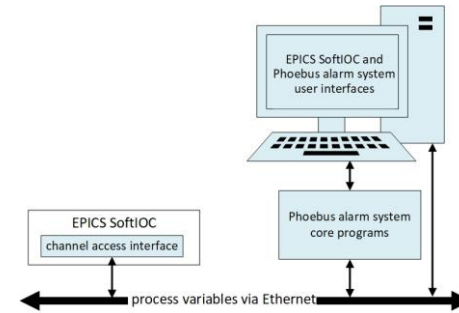 EPICS SoftIOC and
Phoebus alarm system
user interfaces
EPICS SoftIOC
channel access interface
Phoebus alarm system
core programs
process variables via Ethernet